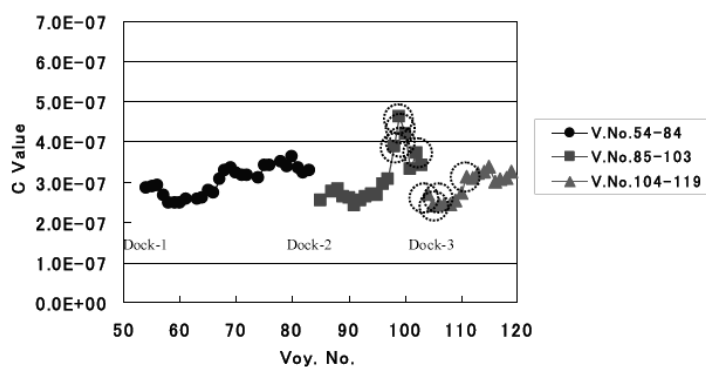 7.0E-07
6.0E-07
5.0E-07
4.0E-07
3.0E-07
2.0E-07
1.0E-07
0.0E+00
C Value
Dock-1 Dock-2 Dock-3
50 60 70 80 90 100 110 120
Voy. No.
V.No.54-84
V.No.85-103
V.No.104-119